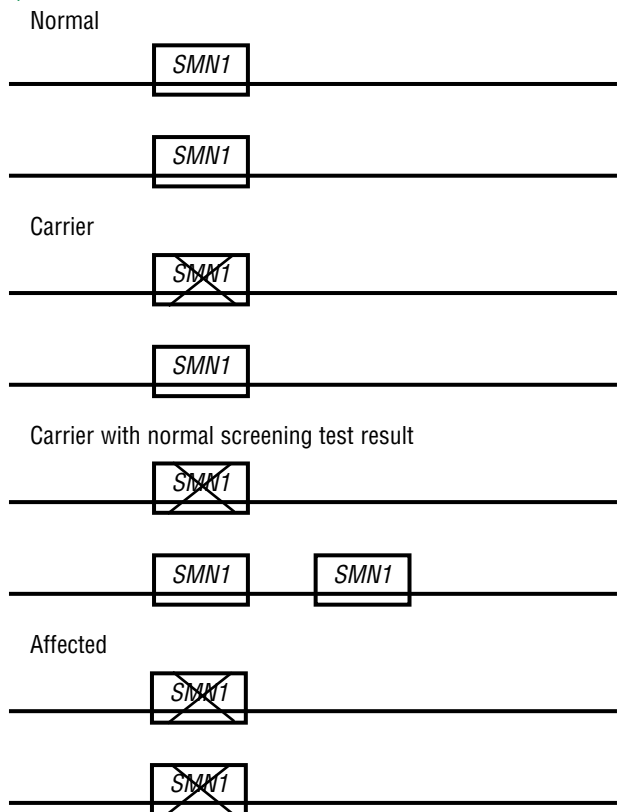 Normal
SMN1
SMN1
Carrier
SMN1
SMN1
Carrier with normal screening test result
SMN1
SMN1 SMN1
Affected
SMN1
SMN1